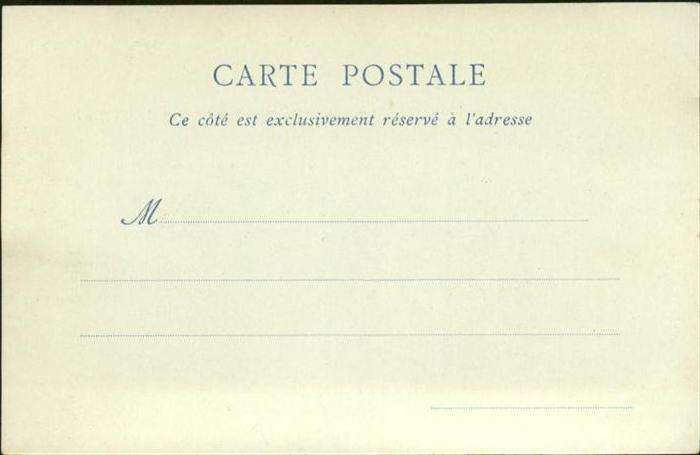 CARTE POSTALE
Ce côté est exclusivement réservé à l'adresse
M